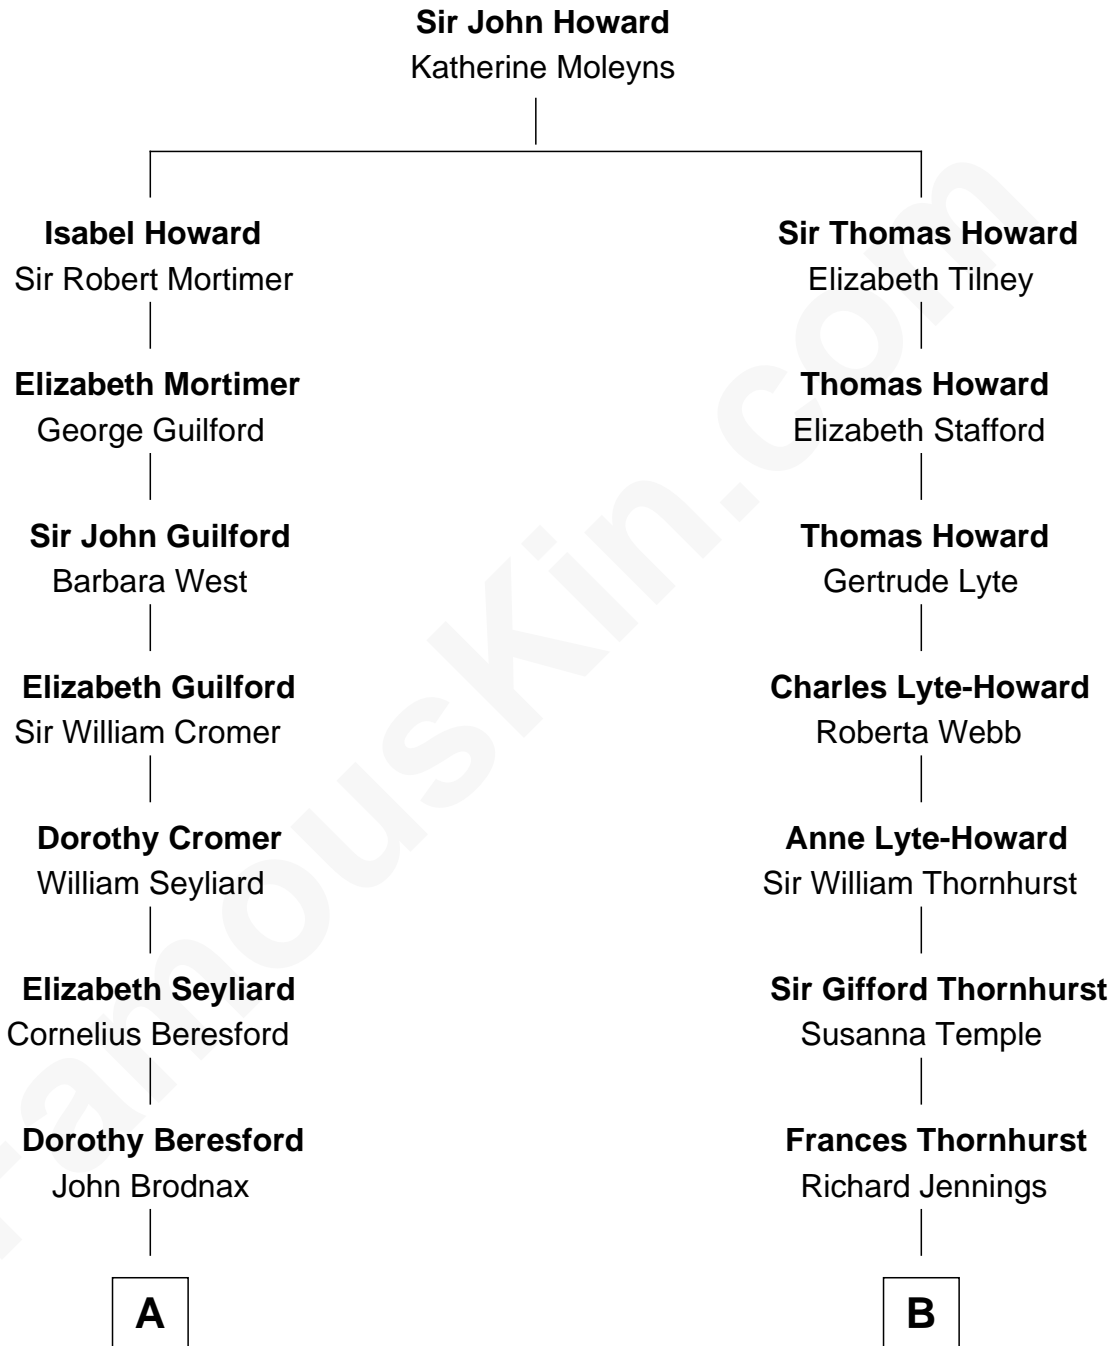 Sir John Howard
Katherine Moleyns
Isabel Howard
Sir Robert Mortimer
Sir Thomas Howard
Elizabeth Tilney
Elizabeth Mortimer
George Guilford
Thomas Howard
Elizabeth Stafford
Sir John Guilford
Barbara West
Thomas Howard
Gertrude Lyte
Elizabeth Guilford
Sir William Cromer
Charles Lyte-Howard
Roberta Webb
Dorothy Cromer
William Seyliard
Anne Lyte-Howard
Sir William Thornhurst
Elizabeth Seyliard
Cornelius Beresford
Sir Gifford Thornhurst
Susanna Temple
Dorothy Beresford
John Brodnax
Frances Thornhurst
Richard Jennings
A
B
FamousKin.com